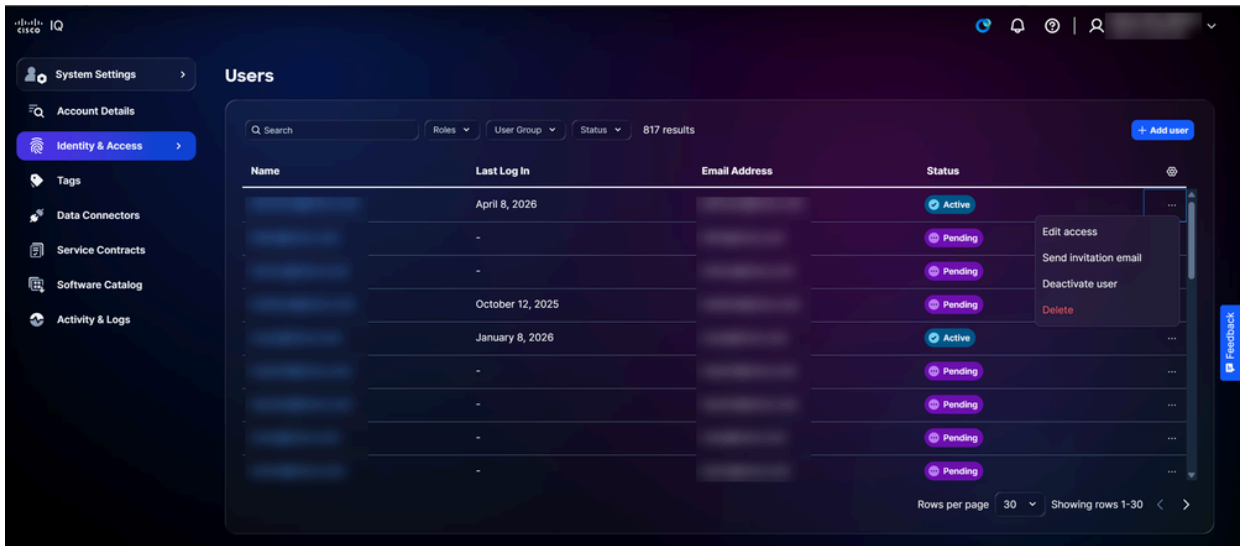 cisco IQ
System Settings
Account Details
Identity & Access
Tags
Data Connectors
Service Contracts
Software Catalog
Activity & Logs
Users
Search Roles User Group Status 817 results + Add user
Name Last Log In Email Address Status
April 8, 2026 Active ...
- Pending
- Pending
October 12, 2025 Pending
January 8, 2026 Active ...
- Pending ...
- Pending ...
- Pending ...
- Pending ...
Edit access
Send invitation email
Deactivate user
Delete
Rows per page 30 Showing rows 1-30
Feedback